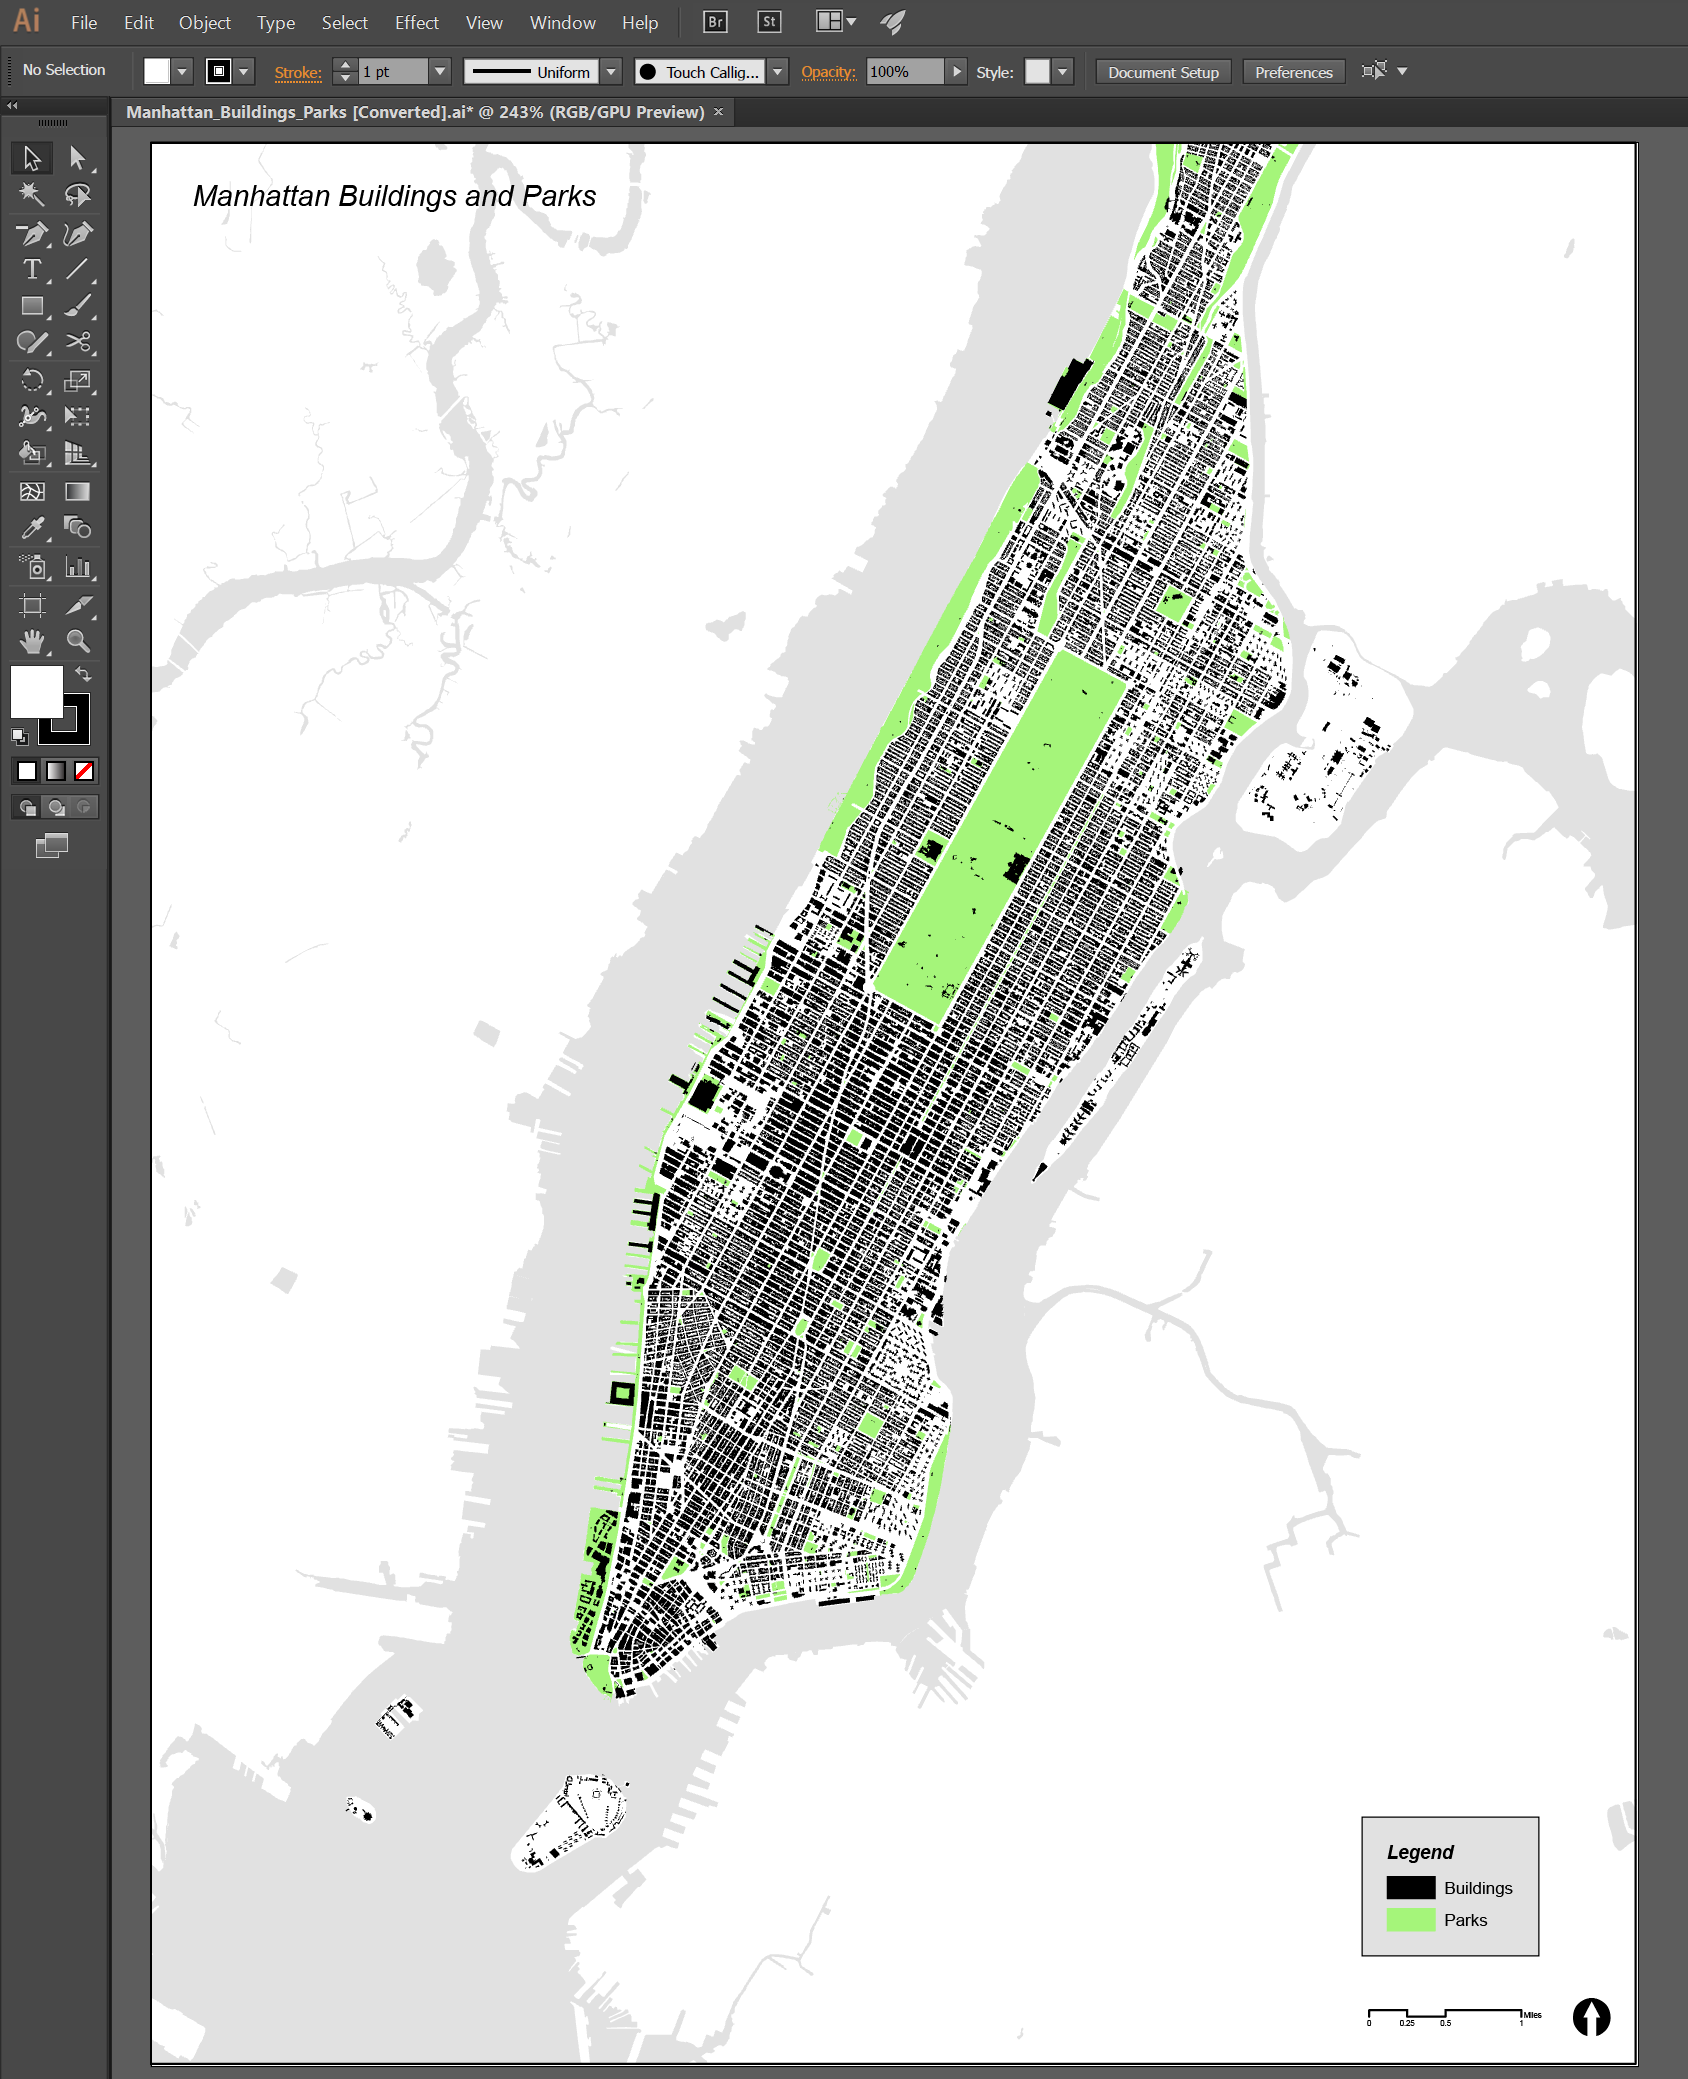 Ai File Edit Object Type Select Effect View Window Help Br St
No Selection Stroke: 1 pt Uniform Touch Callig... Opacity: 100% Style: Document Setup Preferences
Manhattan_Buildings_Parks [Converted].ai* @ 243% (RGB/GPU Preview) ×
Manhattan Buildings and Parks
T
Legend
Buildings
Parks
Miles
0 0.25 0.5 1